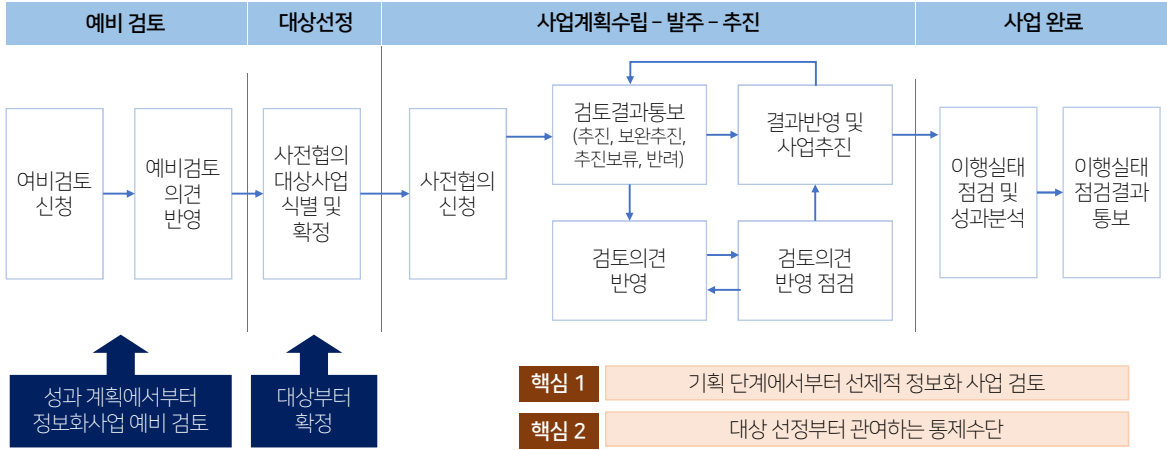 예비 검토
대상선정
사업계획수립 – 발주 – 추진
사업 완료
여비검토
신청
예비검토
의견
반영
사전협의
대상사업
식별 및
확정
사전협의
신청
검토결과통보
(추진, 보완추진,
추진보류, 반려)
결과반영 및
사업추진
검토의견
반영
검토의견
반영 점검
이행실태
점검 및
성과분석
이행실태
점검결과
통보
성과 계획에서부터
정보화사업 예비 검토
대상부터
확정
핵심 1
기획 단계에서부터 선제적 정보화 사업 검토
핵심 2
대상 선정부터 관여하는 통제수단